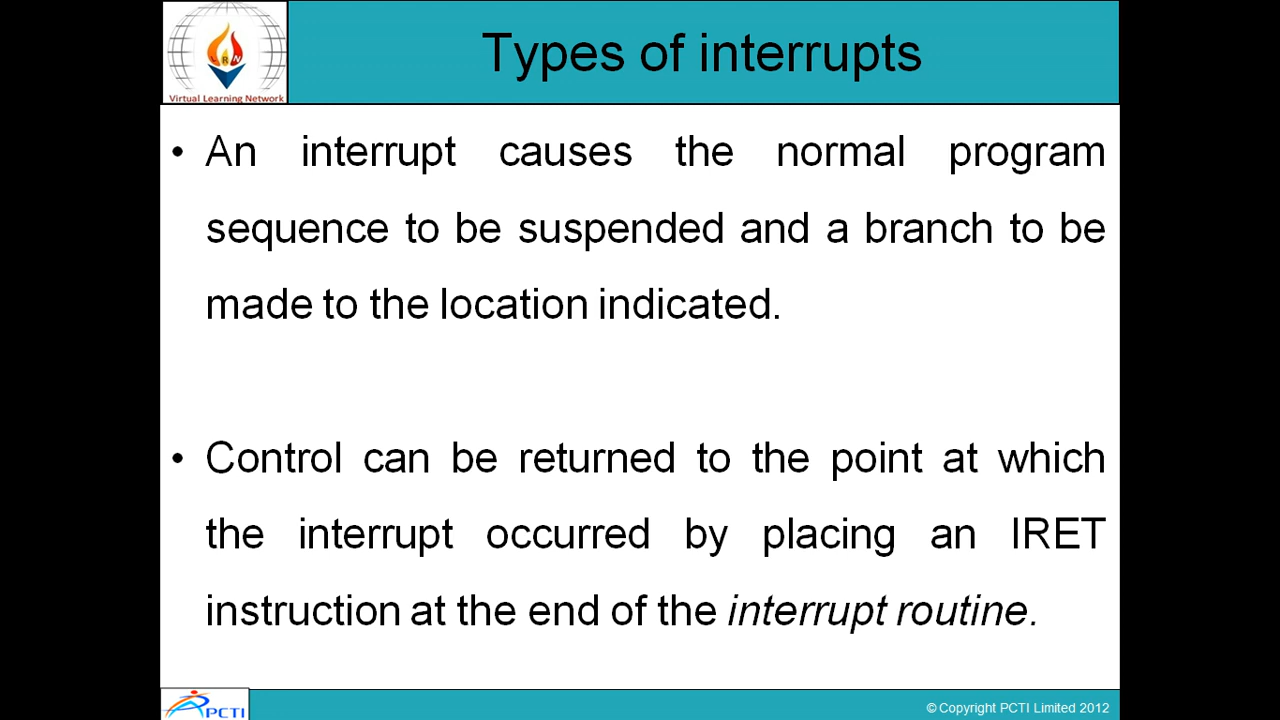 Types of interrupts
LRN
Virtual Learning Network
• An interrupt causes the normal program
sequence to be suspended and a branch to be
made to the location indicated.
• Control can be returned to the point at which
the interrupt occurred by placing an IRET
instruction at the end of the interrupt routine.
PCTI
© Copyright PCTI Limited 2012